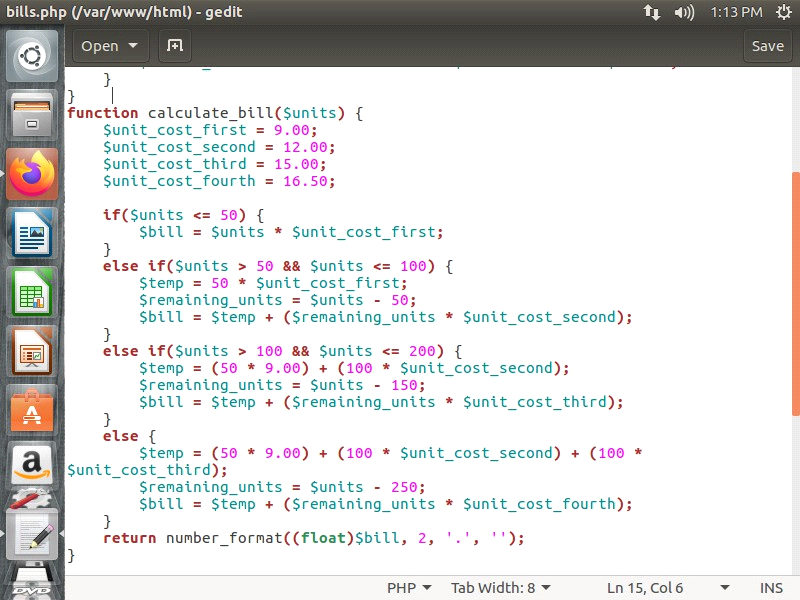 bills.php (/var/www/html) - gedit
1:13 PM
Open
Save
}
}
function calculate_bill($units) {
$unit_cost_first = 9.00;
$unit_cost_second = 12.00;
$unit_cost_third = 15.00;
$unit_cost_fourth = 16.50;
if($units <= 50) {
$bill = $units * $unit_cost_first;
}
else if($units > 50 && $units <= 100) {
$temp = 50 * $unit_cost_first;
$remaining_units = $units - 50;
$bill = $temp + ($remaining_units * $unit_cost_second);
}
else if($units > 100 && $units <= 200) {
$temp = (50 * 9.00) + (100 * $unit_cost_second);
$remaining_units = $units - 150;
$bill = $temp + ($remaining_units * $unit_cost_third);
}
else {
$temp = (50 * 9.00) + (100 * $unit_cost_second) + (100 *
$unit_cost_third);
$remaining_units = $units - 250;
$bill = $temp + ($remaining_units * $unit_cost_fourth);
}
return number_format((float)$bill, 2, '.', '');
}
a
DVD
PHP
Tab Width: 8
Ln 15, Col 6
INS